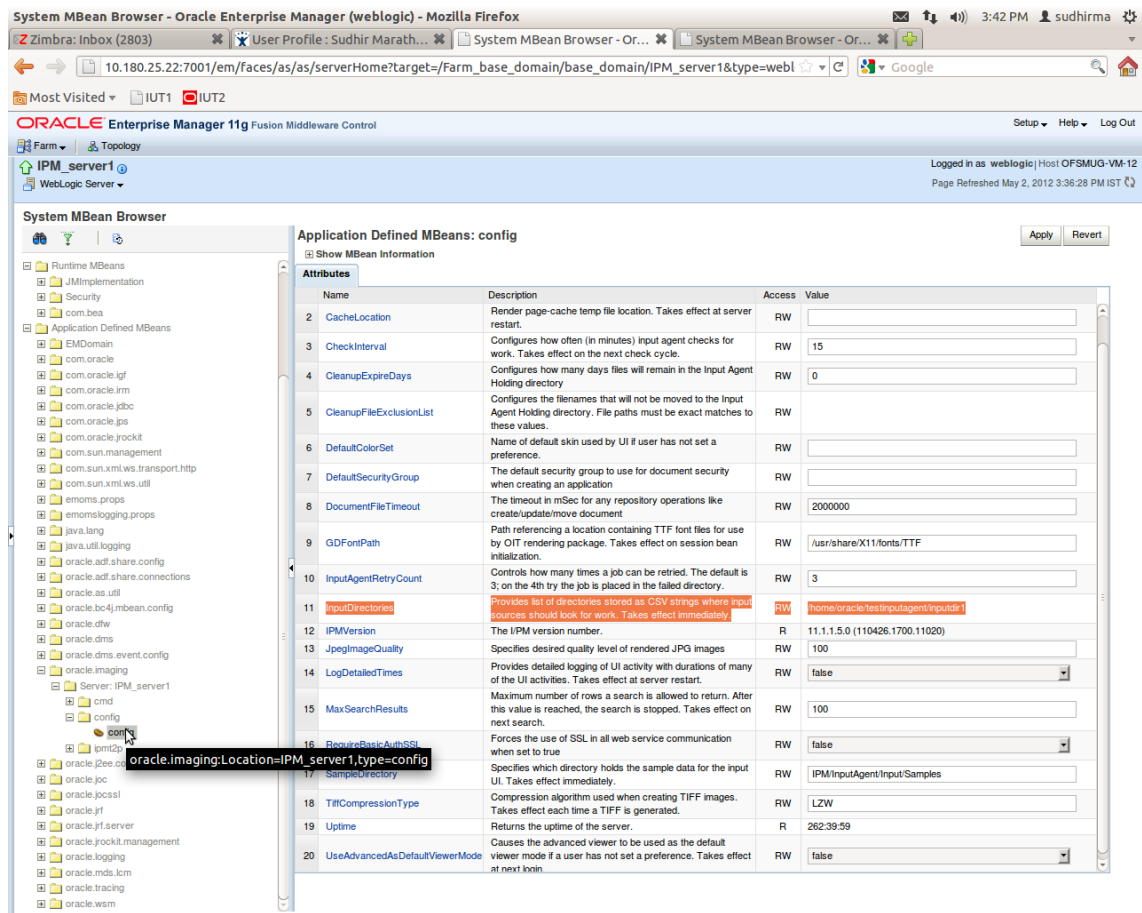 System MBean Browser - Oracle Enterprise Manager (weblogic) - Mozilla Firefox
3:42 PM sudhirma
Zimbra: Inbox (2803)
User Profile : Sudhir Marath...
System MBean Browser - Or...
System MBean Browser - Or...
10.180.25.22:7001/em/faces/as/as/serverHome?target=/Farm_base_domain/base_domain/IPM_server1&type=webl
Google
Most Visited IUT1 IUT2
ORACLE Enterprise Manager 11g Fusion Middleware Control
Setup Help Log Out
Farm Topology
IPM_server1
Logged in as weblogic | Host OFSMUG-VM-12
WebLogic Server
Page Refreshed May 2, 2012 3:36:28 PM IST
System MBean Browser
Runtime MBeans
JMImplementation
Security
com.bea
Application Defined MBeans
EMDomain
com.oracle
com.oracle.igf
com.oracle.irm
com.oracle.jdbc
com.oracle.jps
com.oracle.jrockit
com.sun.management
com.sun.xml.ws.transport.http
com.sun.xml.ws.util
emoms.props
emomslogging.props
java.lang
java.util.logging
oracle.adf.share.config
oracle.adf.share.connections
oracle.as.util
oracle.bc4j.mbean.config
oracle.dfw
oracle.dms
oracle.dms.event.config
oracle.imaging
Server: IPM_server1
cmd
config
ipmt2p
oracle.imaging:Location=IPM_server1,type=config
oracle.joc
oracle.jocssl
oracle.jrf
oracle.jrf.server
oracle.jrockit.management
oracle.logging
oracle.mds.lcm
oracle.tracing
oracle.wsm
Application Defined MBeans: config
Apply Revert
Show MBean Information
Attributes
Name Description Access Value
2 CacheLocation Render page-cache temp file location. Takes effect at server RW
restart.
3 CheckInterval Configures how often (in minutes) input agent checks for RW 15
work. Takes effect on the next check cycle.
4 CleanupExpireDays Configures how many days files will remain in the Input Agent RW 0
Holding directory
5 CleanupFileExclusionList Configures the filenames that will not be moved to the Input RW
Agent Holding directory. File paths must be exact matches to
these values.
6 DefaultColorSet Name of default skin used by UI if user has not set a RW
preference.
7 DefaultSecurityGroup The default security group to use for document security RW
when creating an application
8 DocumentFileTimeout The timeout in mSec for any repository operations like RW 2000000
create/update/move document
9 GDFontPath Path referencing a location containing TTF font files for use RW /usr/share/X11/fonts/TTF
by OIT rendering package. Takes effect on session bean
initialization.
10 InputAgentRetryCount Controls how many times a job can be retried. The default is RW 3
3; on the 4th try the job is placed in the failed directory.
11 InputDirectories Provides list of directories stored as CSV strings where input RW /home/oracle/testinputagent/inputdir1
sources should look for work. Takes effect immediately.
12 IPMVersion The I/PM version number. R 11.1.1.5.0 (110426.1700.11020)
13 JpegImageQuality Specifies desired quality level of rendered JPG images RW 100
14 LogDetailedTimes Provides detailed logging of UI activity with durations of many RW false
of the UI activities. Takes effect at server restart.
15 MaxSearchResults Maximum number of rows a search is allowed to return. After RW 100
this value is reached, the search is stopped. Takes effect on
next search.
16 RequireBasicAuthSSL Forces the use of SSL in all web service communication RW false
when set to true
17 SampleDirectory Specifies which directory holds the sample data for the input RW IPM/InputAgent/Input/Samples
UI. Takes effect immediately.
18 TiffCompressionType Compression algorithm used when creating TIFF images. RW LZW
Takes effect each time a TIFF is generated.
19 Uptime Returns the uptime of the server. R 262:39:59
20 UseAdvancedAsDefaultViewerMode Causes the advanced viewer to be used as the default RW false
viewer mode if a user has not set a preference. Takes effect
at next login.